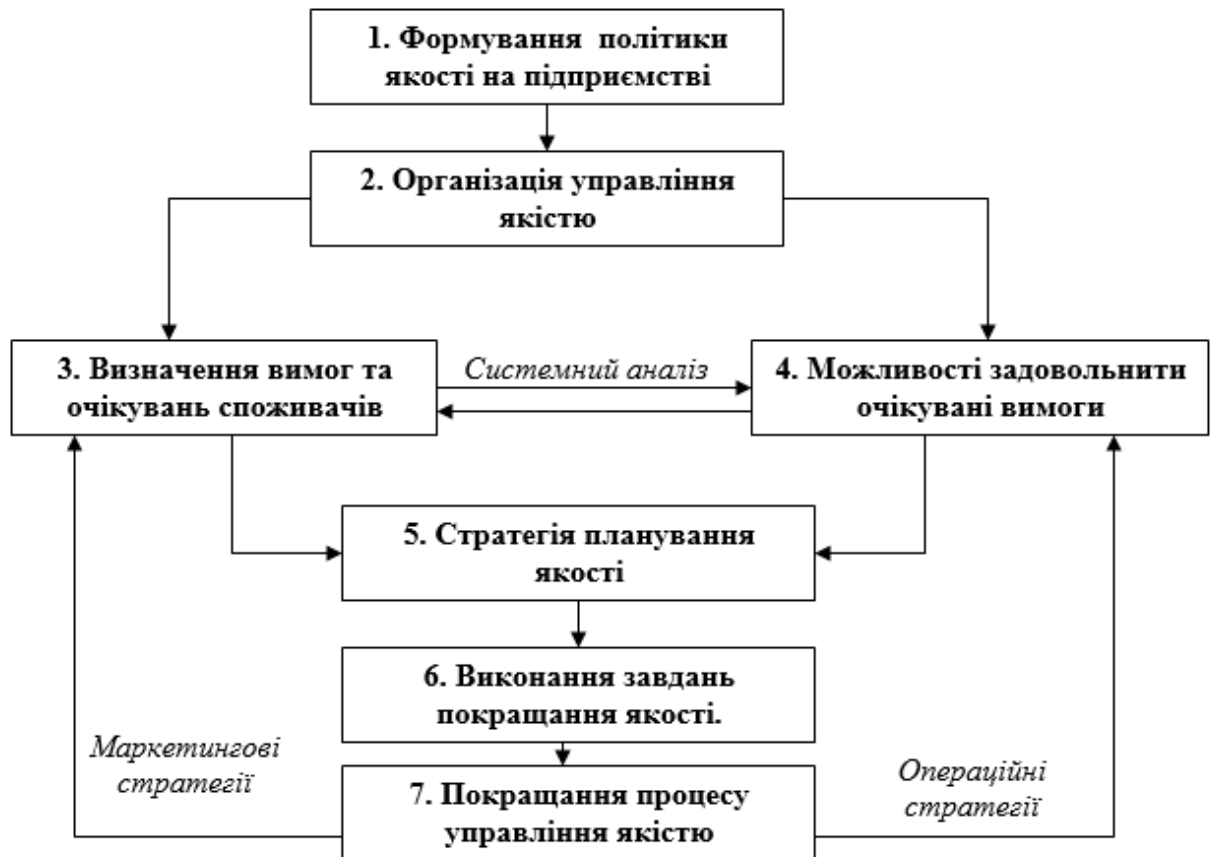 1. Формування політики
якості на підприємстві
2. Організація управління
якістю
3. Визначення вимог та
очікувань споживачів
Системний аналіз
4. Можливості задовольнити
очікувані вимоги
5. Стратегія планування
якості
6. Виконання завдань
покращання якості.
Маркетингові
стратегії
7. Покращання процесу
управління якістю
Операційні
стратегії